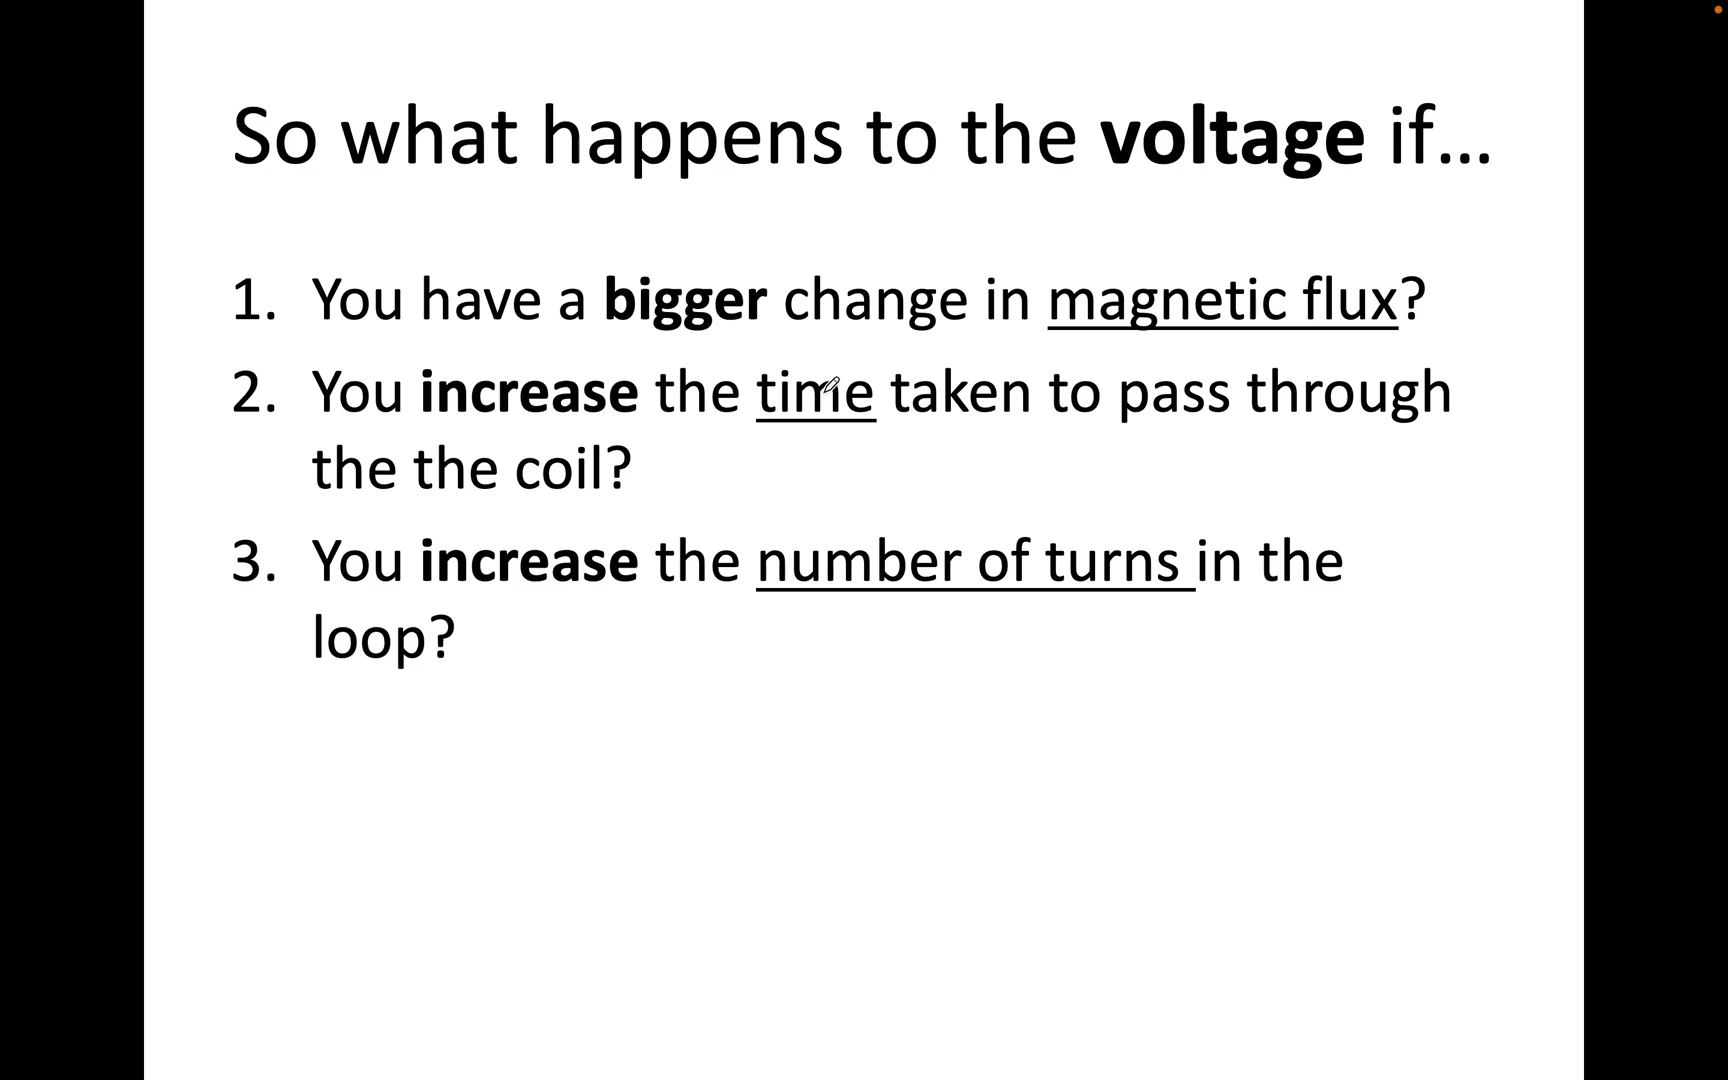 So what happens to the voltage if...
1. You have a bigger change in magnetic flux?
2. You increase the time taken to pass through
the the coil?
3. You increase the number of turns in the
loop?